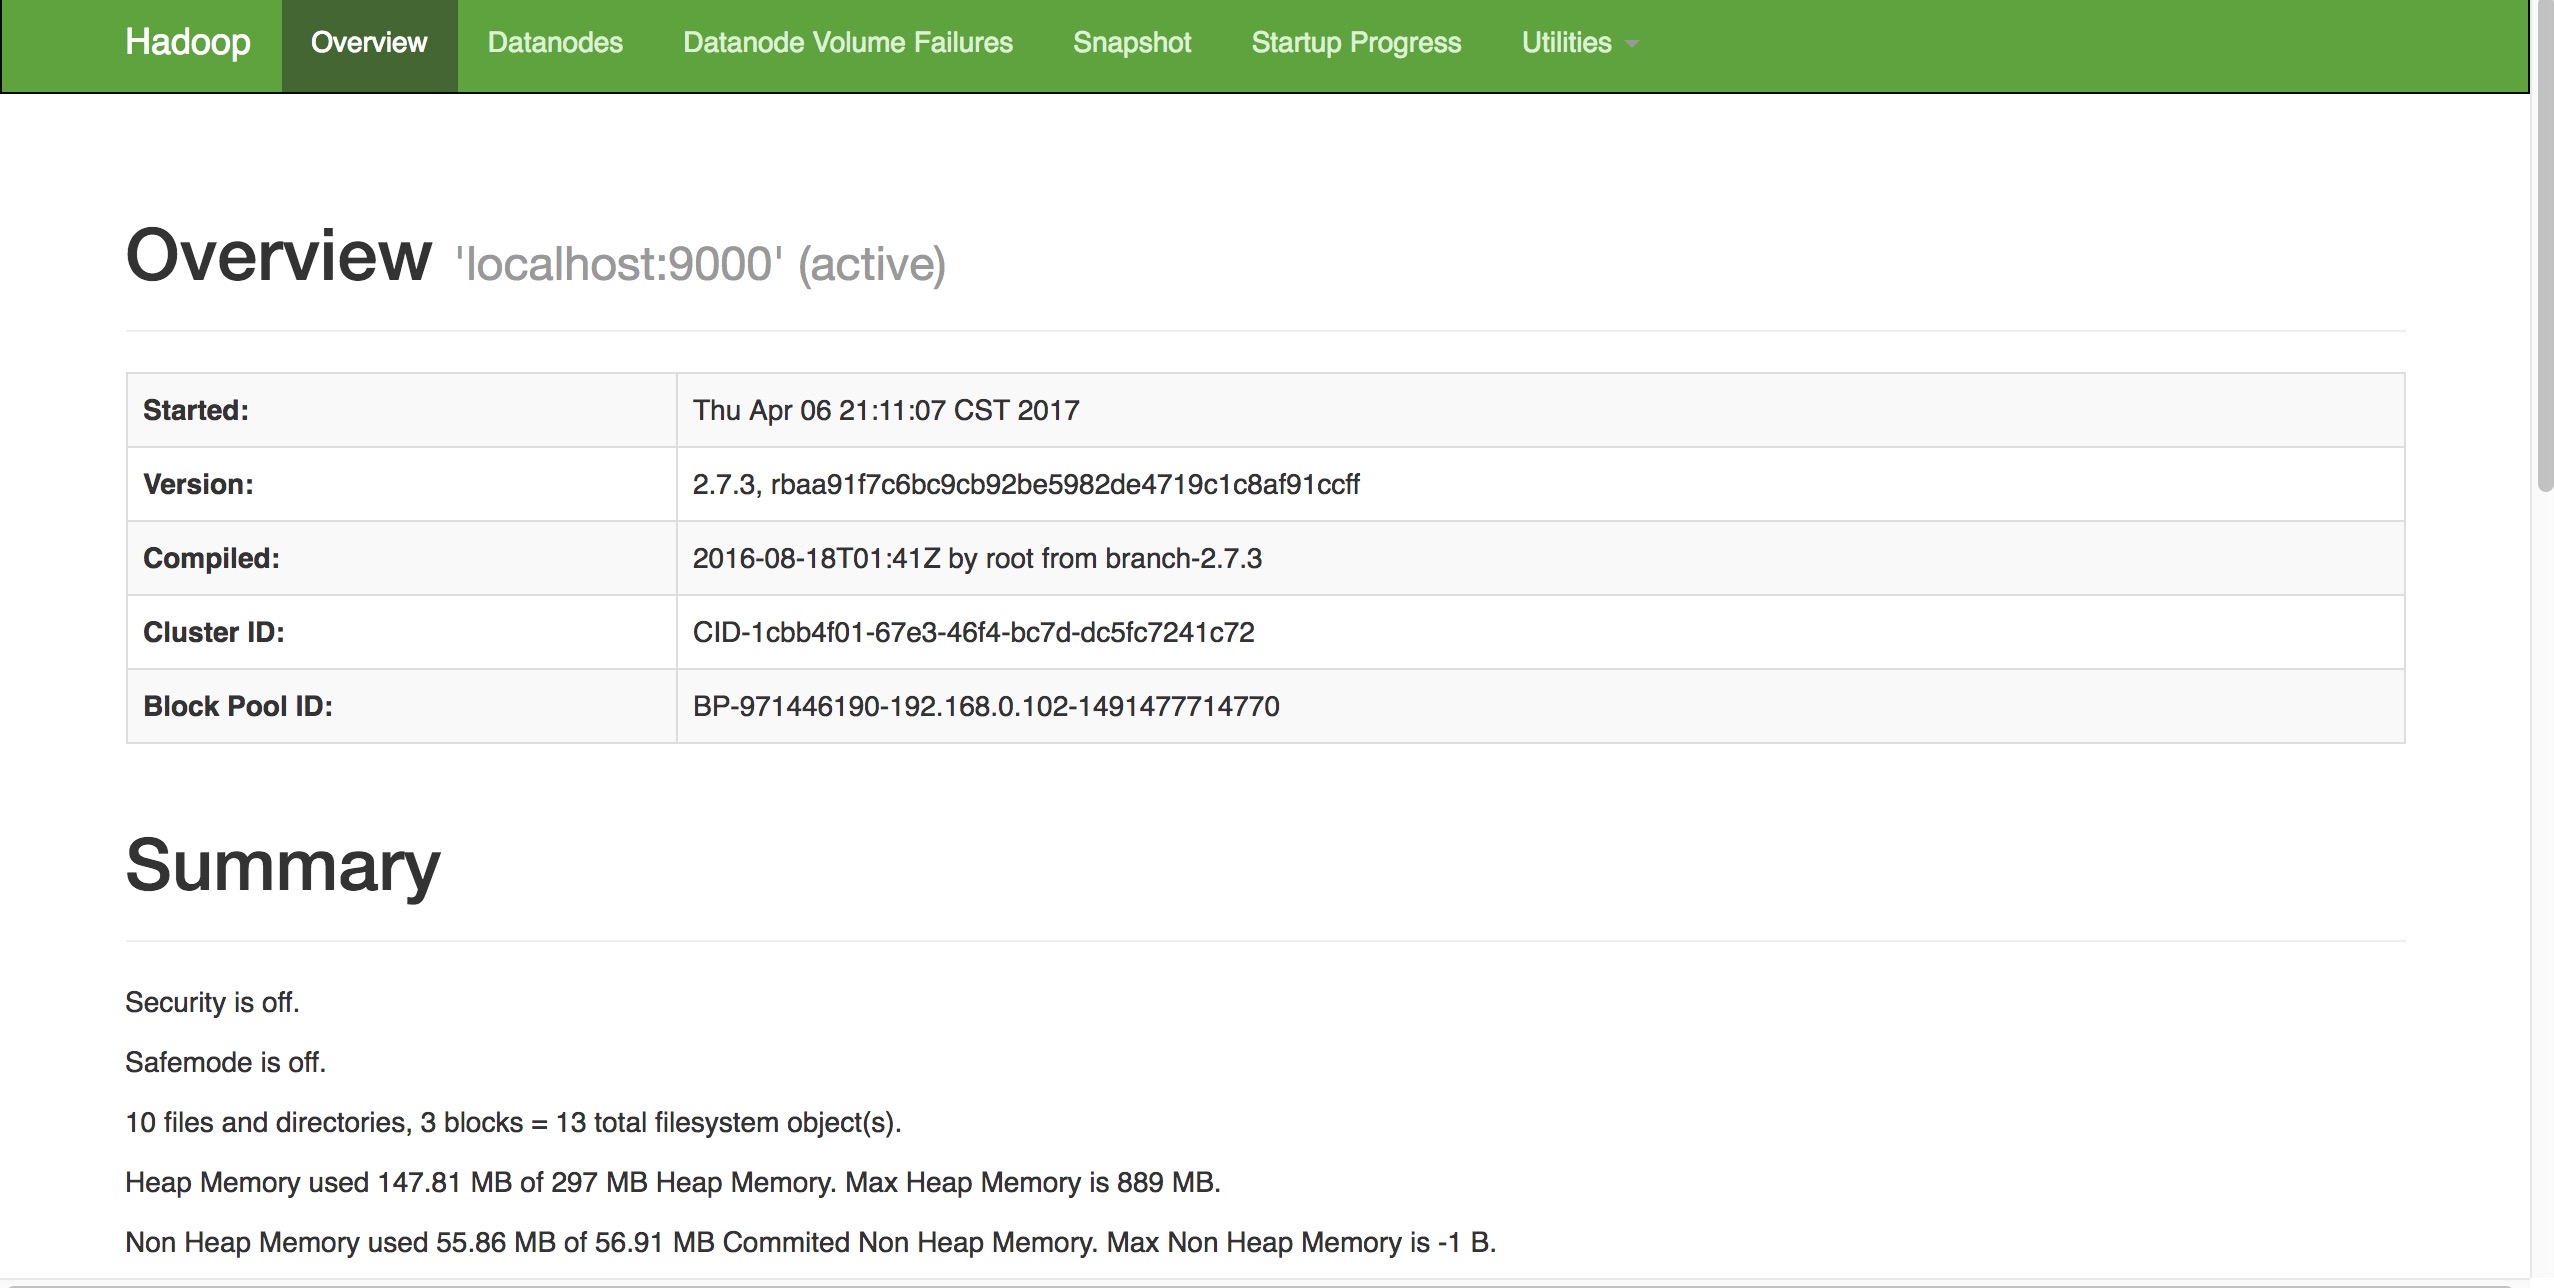 Hadoop Overview Datanodes Datanode Volume Failures Snapshot Startup Progress Utilities
Overview 'localhost:9000' (active)
Started: Thu Apr 06 21:11:07 CST 2017
Version: 2.7.3, rbaa91f7c6bc9cb92be5982de4719c1c8af91ccff
Compiled: 2016-08-18T01:41Z by root from branch-2.7.3
Cluster ID: CID-1cbb4f01-67e3-46f4-bc7d-dc5fc7241c72
Block Pool ID: BP-971446190-192.168.0.102-1491477714770
Summary
Security is off.
Safemode is off.
10 files and directories, 3 blocks = 13 total filesystem object(s).
Heap Memory used 147.81 MB of 297 MB Heap Memory. Max Heap Memory is 889 MB.
Non Heap Memory used 55.86 MB of 56.91 MB Commited Non Heap Memory. Max Non Heap Memory is -1 B.